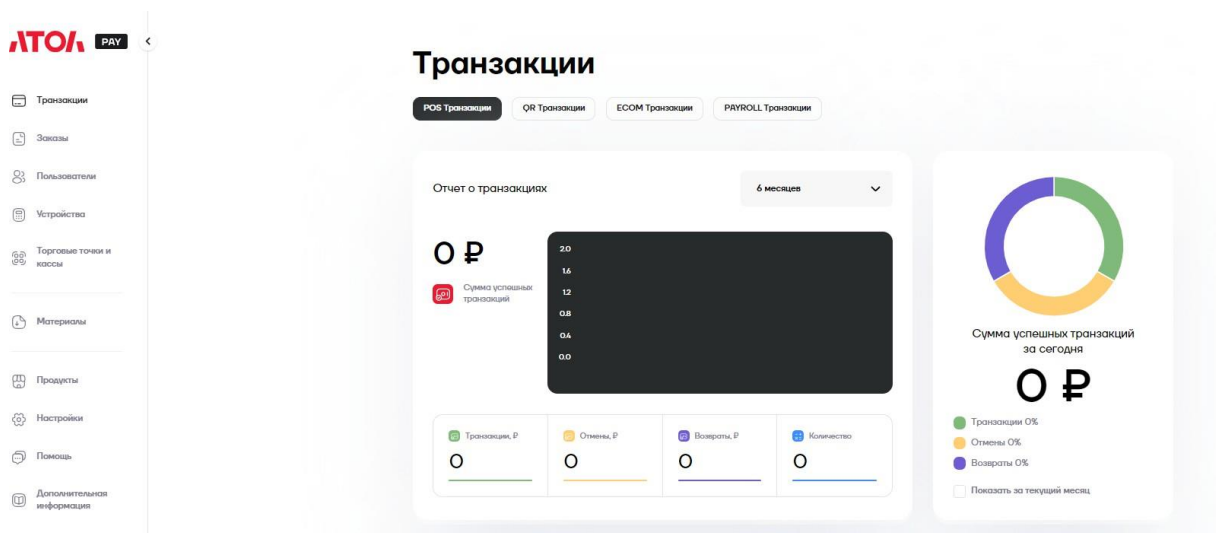 АТОЛ PAY
Транзакции
Заказы
Пользователи
Устройства
Торговые точки и
кассы
Материалы
Продукты
Настройки
Помощь
Дополнительная
информация
Транзакции
POS Транзакции QR Транзакции ECOM Транзакции PAYROLL Транзакции
Отчет о транзакциях
6 месяцев
0 ₽
Сумма успешных
транзакций
2.0
1.6
1.2
0.8
0.4
0.0
Транзакции, ₽
0
Отмены, ₽
0
Возвраты, ₽
0
Количество
0
Сумма успешных транзакций
за сегодня
0 ₽
Транзакции 0%
Отмены 0%
Возвраты 0%
Показать за текущий месяц